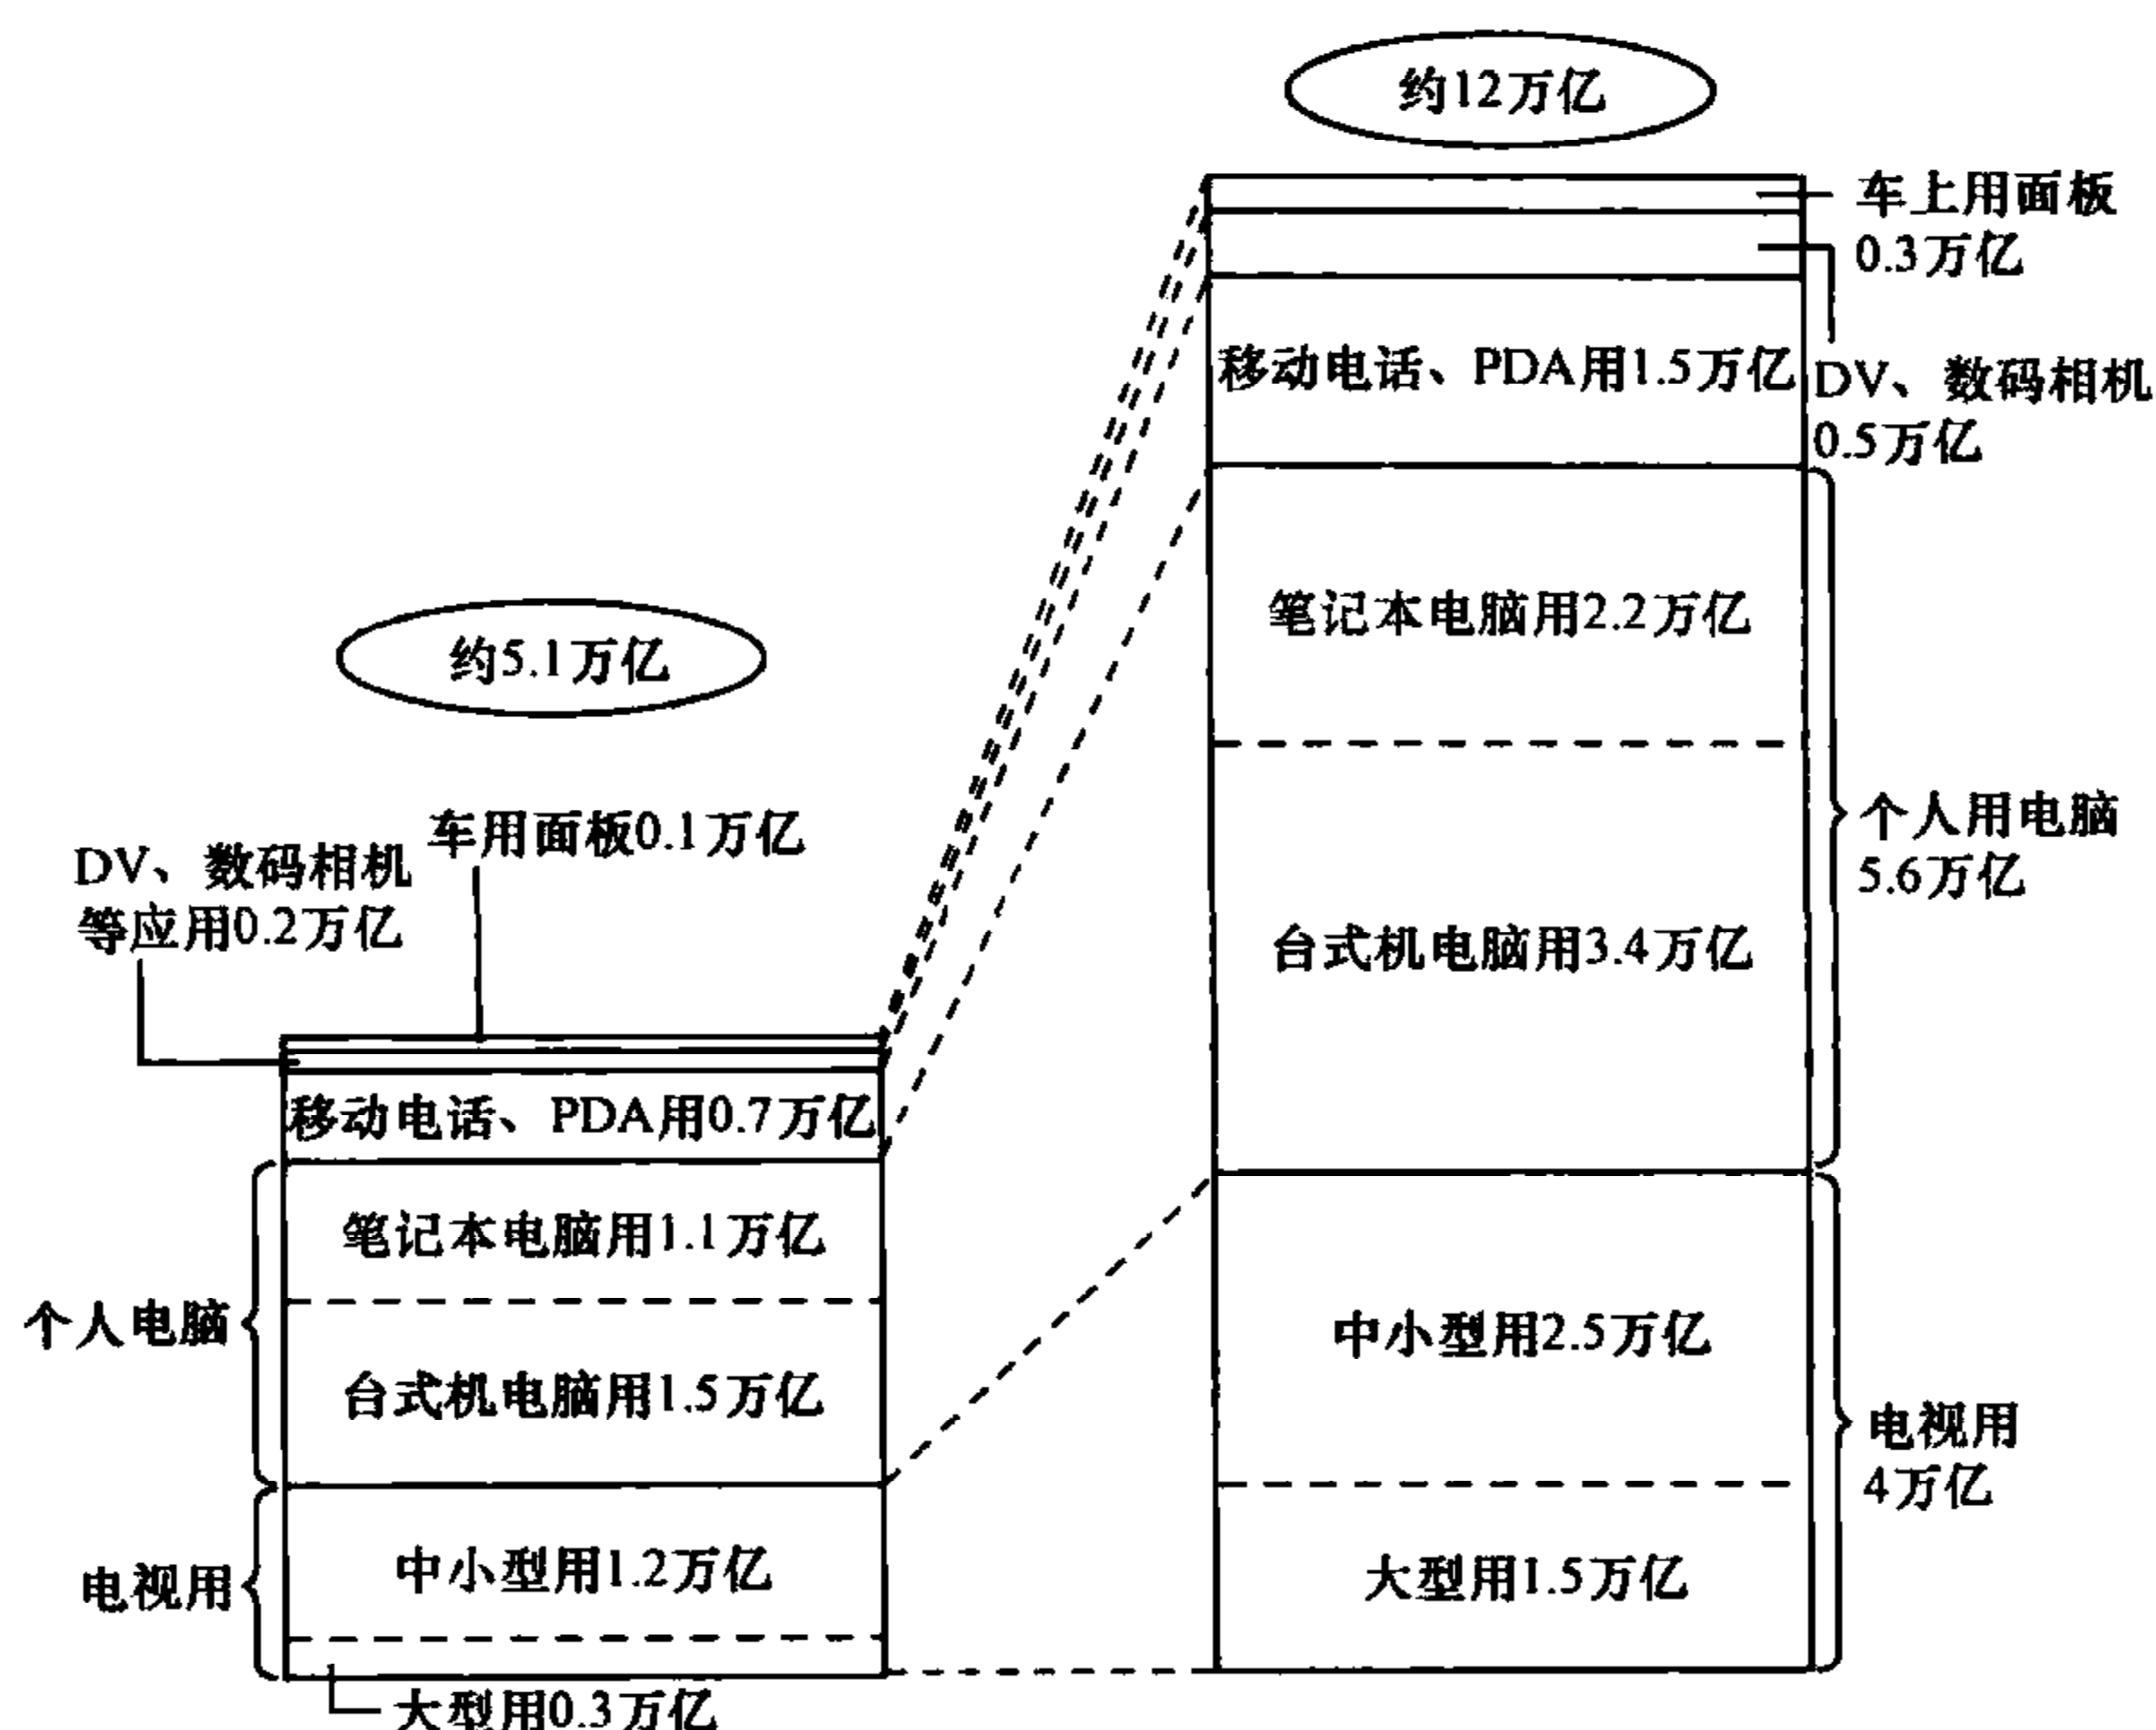 约12万亿
车上用面板
0.3万亿
移动电话、PDA用1.5万亿
DV、数码相机
0.5万亿
笔记本电脑用2.2万亿
台式机电脑用3.4万亿
个人用电脑
5.6万亿
中小型用2.5万亿
大型用1.5万亿
电视用
4万亿
约5.1万亿
车用面板0.1万亿
DV、数码相机
等应用0.2万亿
移动电话、PDA用0.7万亿
笔记本电脑用1.1万亿
台式机电脑用1.5万亿
个人电脑
中小型用1.2万亿
电视用
大型用0.3万亿